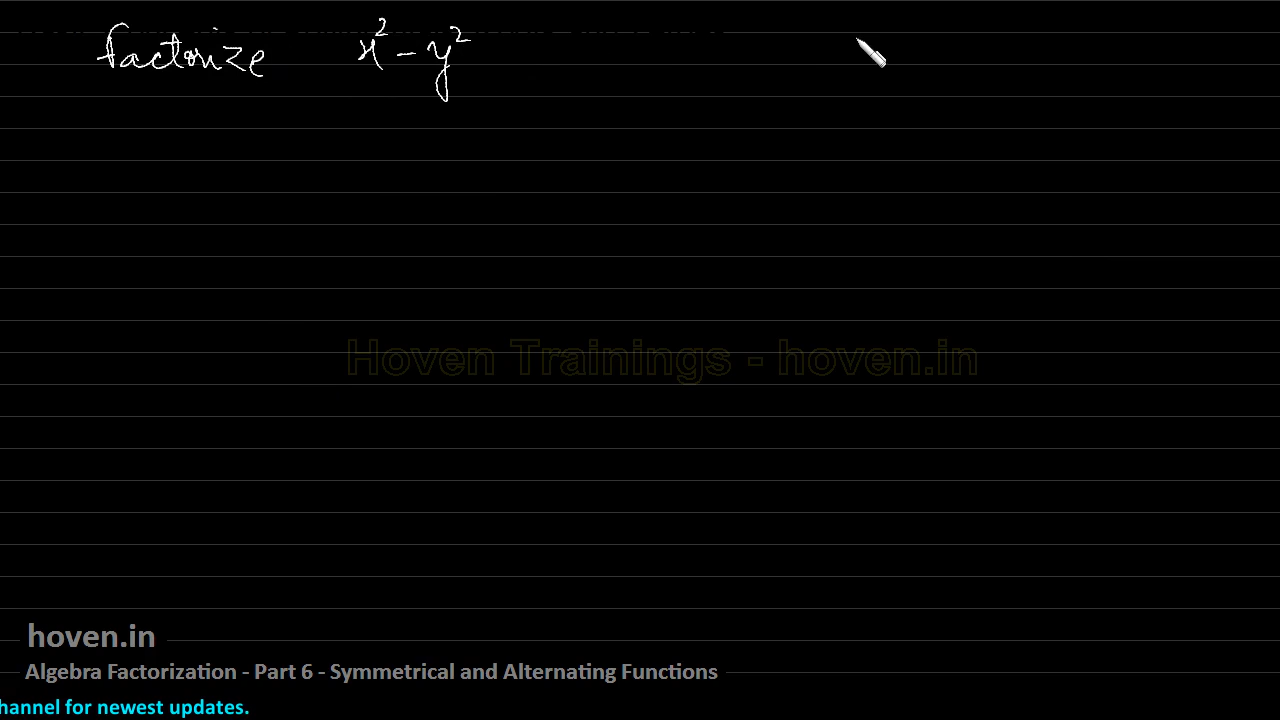 factorize x² - y²
Hoven Trainings - hoven.in
hoven.in
Algebra Factorization - Part 6 - Symmetrical and Alternating Functions
hannel for newest updates.